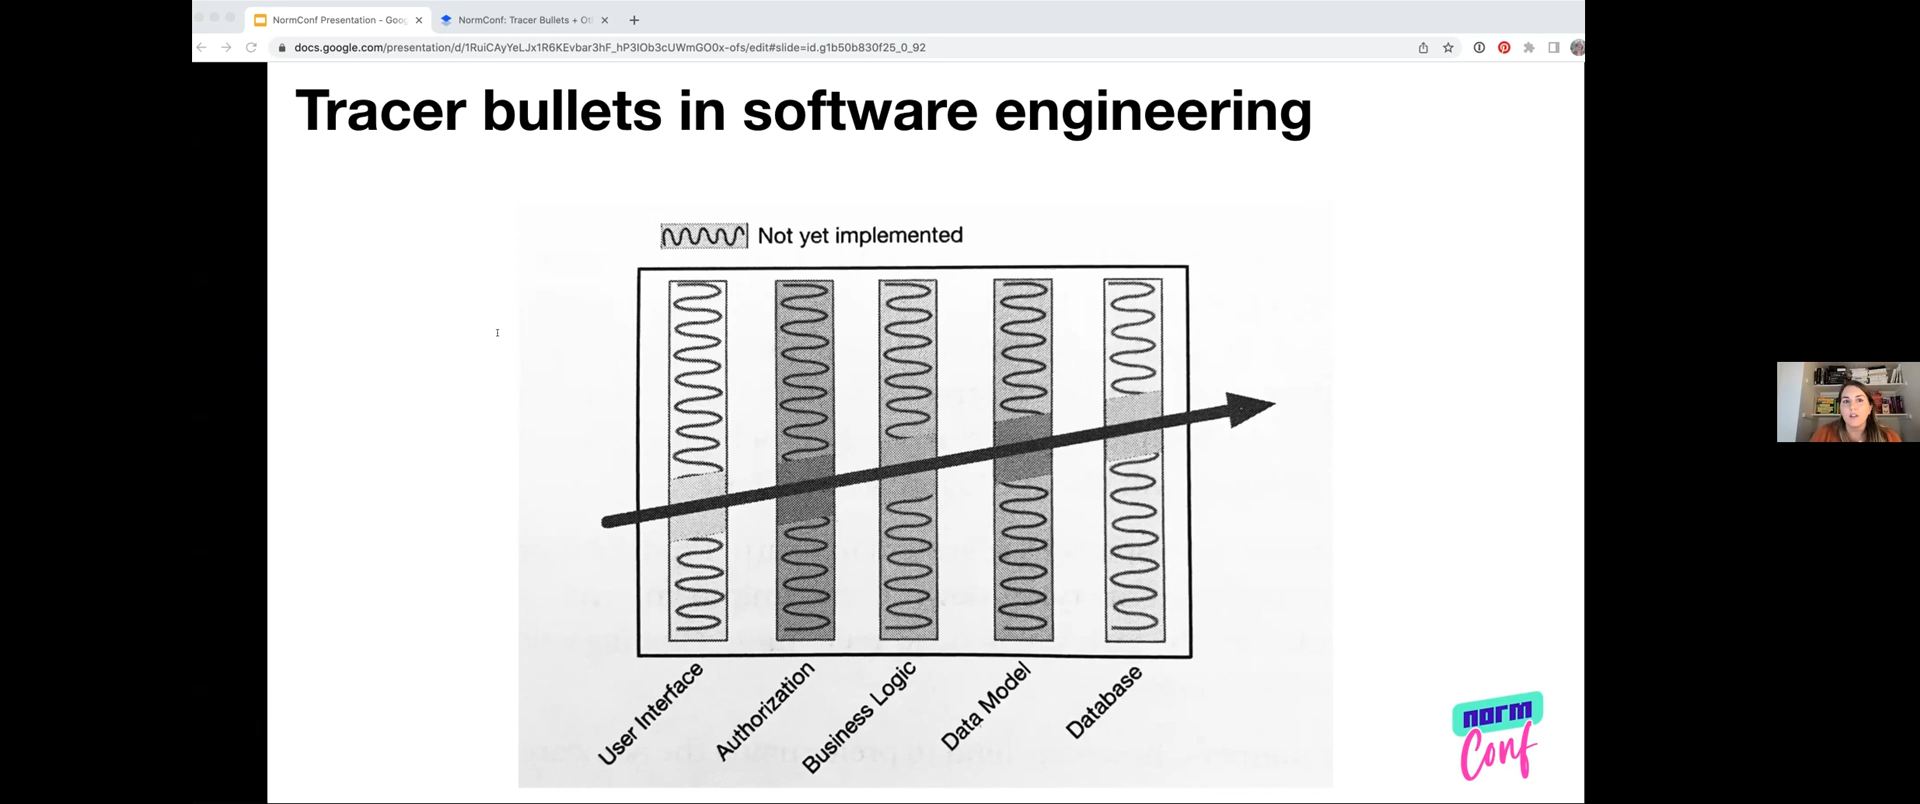 NormConf Presentation - Goog
NormConf: Tracer Bullets + Ot
docs.google.com/presentation/d/1RuiCAyYeLJx1R6KEvbar3hF_hP3IOb3cUWmGO0x-ofs/edit#slide=id.g1b50b830f25_0_92
Tracer bullets in software engineering
Not yet implemented
User Interface
Authorization
Business Logic
Data Model
Database
norm
Conf